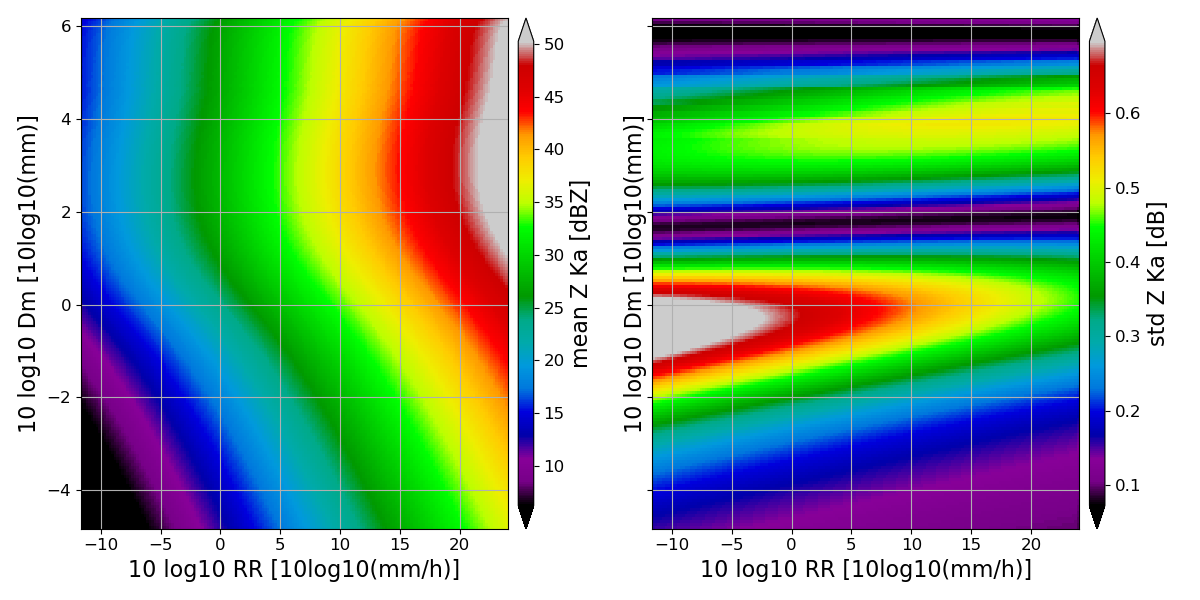 6
4
2
0
−2
−4
10 log10 Dm [10log10(mm)]
−10 −5 0 5 10 15 20
10 log10 RR [10log10(mm/h)]
50
45
40
35
30
25
20
15
10
mean Z Ka [dBZ]
10 log10 Dm [10log10(mm)]
−10 −5 0 5 10 15 20
10 log10 RR [10log10(mm/h)]
0.6
0.5
0.4
0.3
0.2
0.1
std Z Ka [dB]